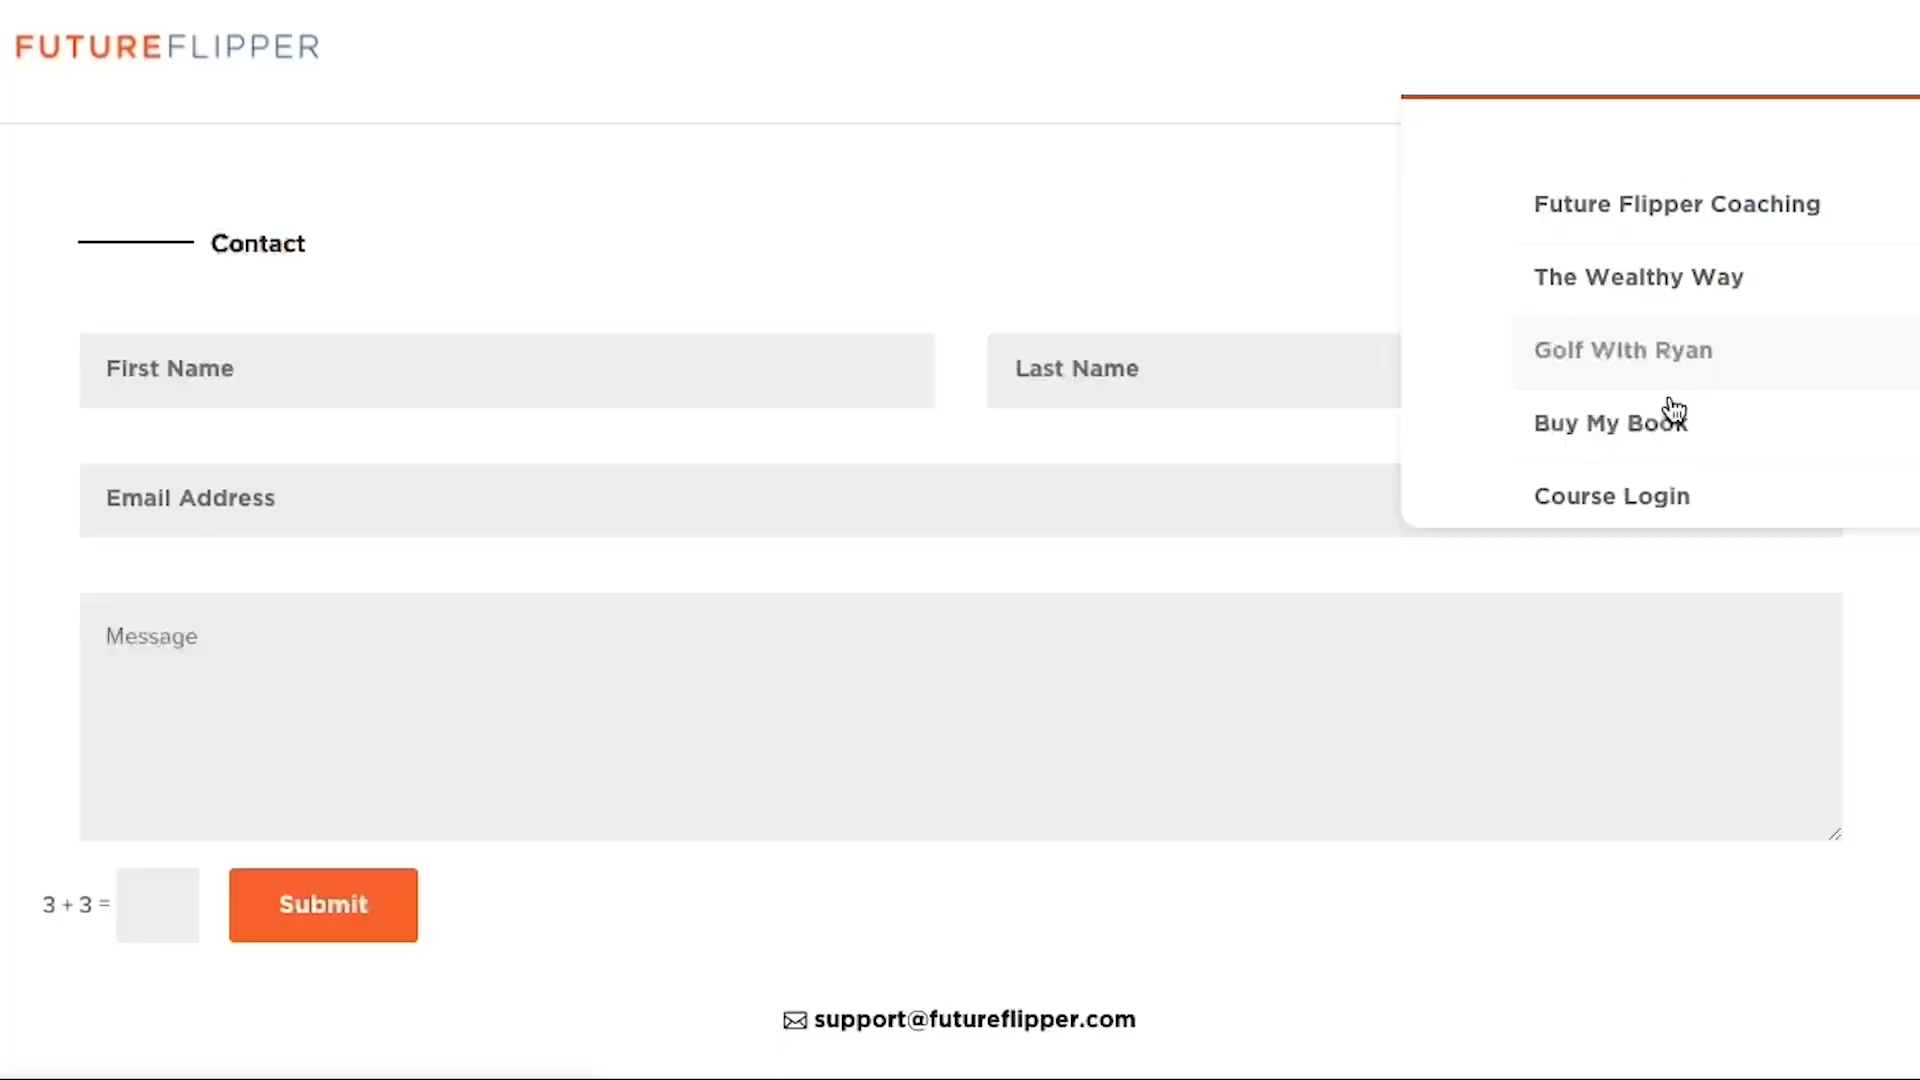 FUTUREFLIPPER
Future Flipper Coaching
The Wealthy Way
Golf WIth Ryan
Buy My Book
Course Login
Contact
First Name
Last Name
Email Address
Message
3 + 3 =
Submit
support@futureflipper.com